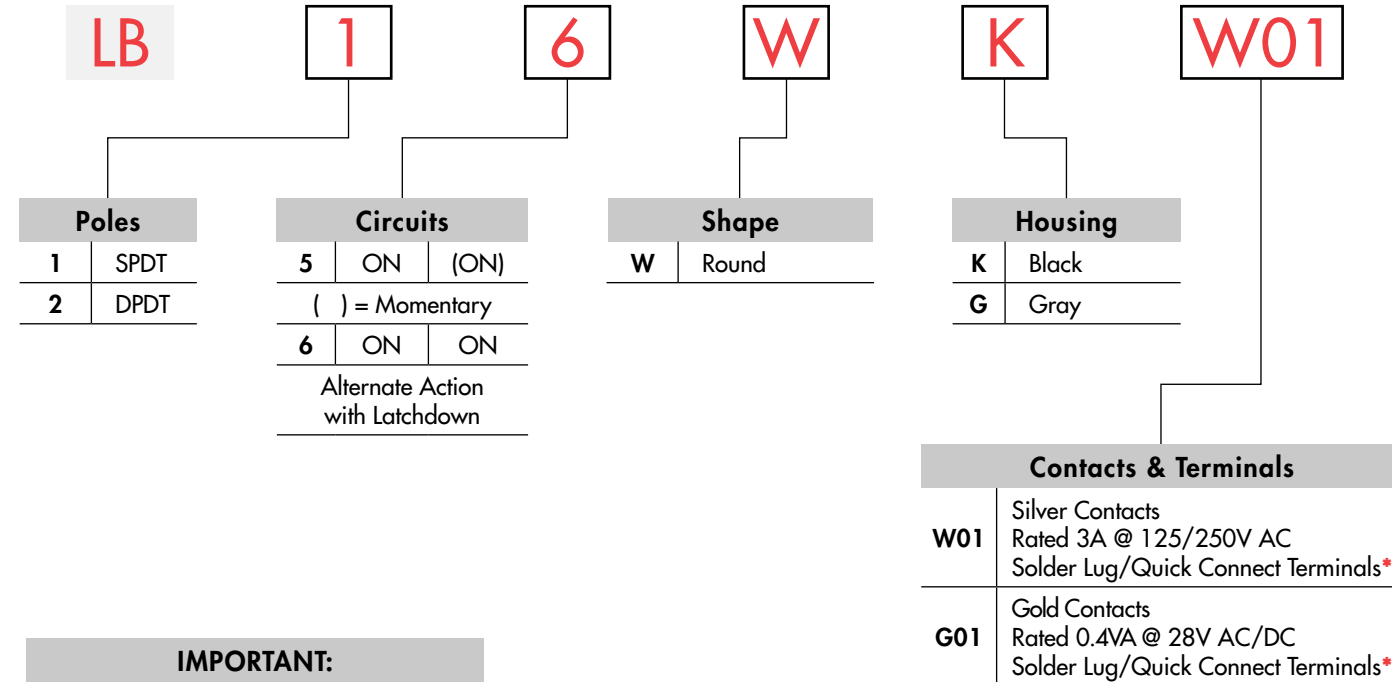 LB 1 6 W K W01
Poles
1 SPDT
2 DPDT
Circuits
5 ON (ON)
( ) = Momentary
6 ON ON
Alternate Action
with Latchdown
Shape
W Round
Housing
K Black
G Gray
Contacts & Terminals
W01
Silver Contacts
Rated 3A @ 125/250V AC
Solder Lug/Quick Connect Terminals*
G01
Gold Contacts
Rated 0.4VA @ 28V AC/DC
Solder Lug/Quick Connect Terminals*
IMPORTANT: